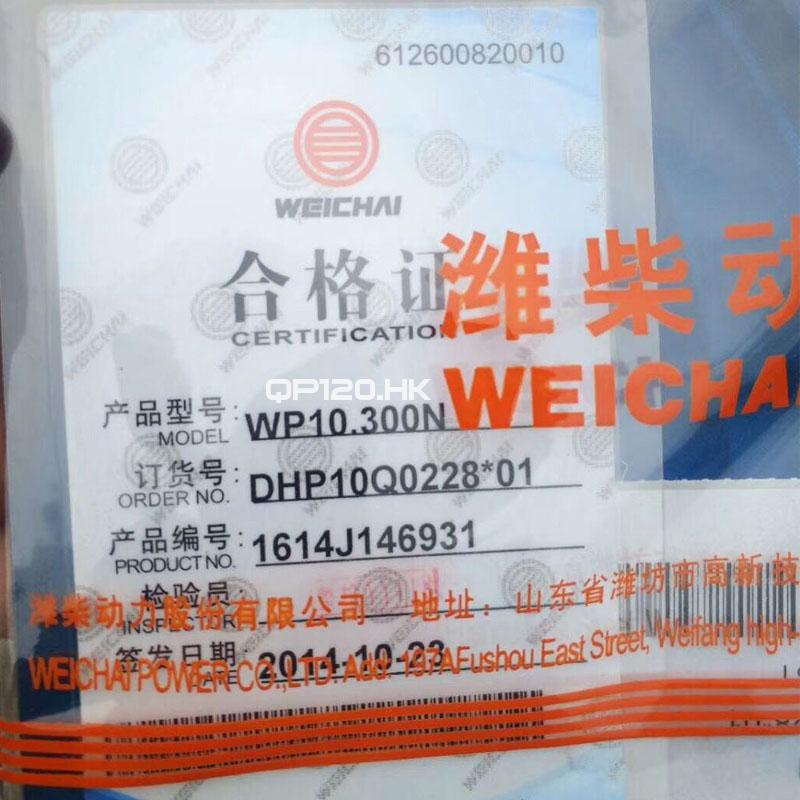 612600820010
WEICHAI
合格证
CERTIFICATION
潍柴动
WEICHAI
QP120.HK
产品型号: WP10.300N
MODEL
订货号: DHP10Q0228*01
ORDER NO.
产品编号: 1614J146931
PRODUCT NO.
检验员:
INSPECTOR
潍柴动力股份有限公司 地址: 山东省潍坊市高新技
签发日期: 2014-10-23
WEICHAI POWER CO.,LTD. Add: 197A Fushou East Street, Weifang high-